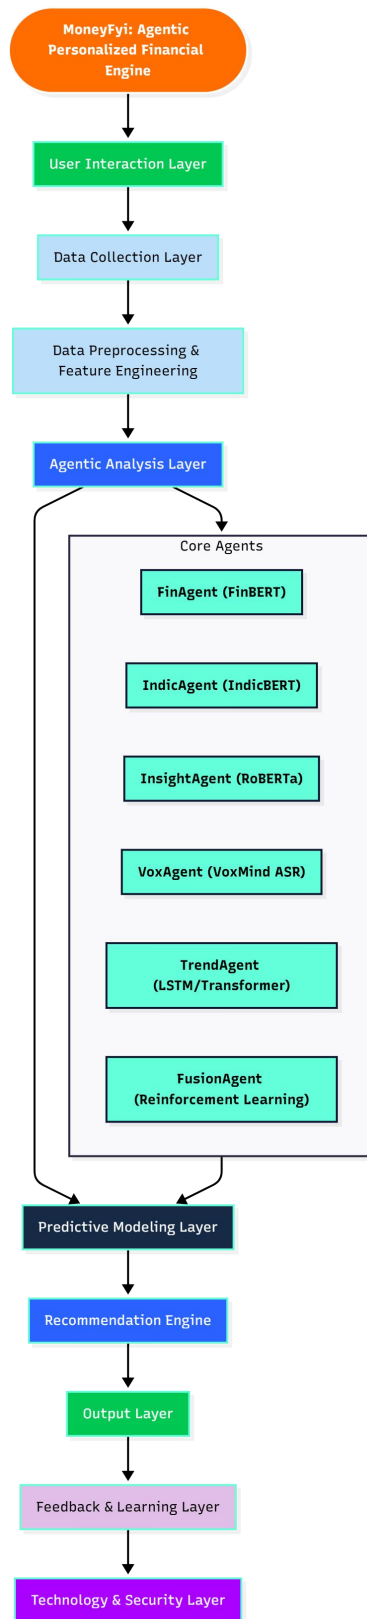 MoneyFyi: Agentic
Personalized Financial
Engine
User Interaction Layer
Data Collection Layer
Data Preprocessing &
Feature Engineering
Agentic Analysis Layer
Core Agents
FinAgent (FinBERT)
IndicAgent (IndicBERT)
InsightAgent (RoBERTa)
VoxAgent (VoxMind ASR)
TrendAgent
(LSTM/Transformer)
FusionAgent
(Reinforcement Learning)
Predictive Modeling Layer
Recommendation Engine
Output Layer
Feedback & Learning Layer
Technology & Security Layer